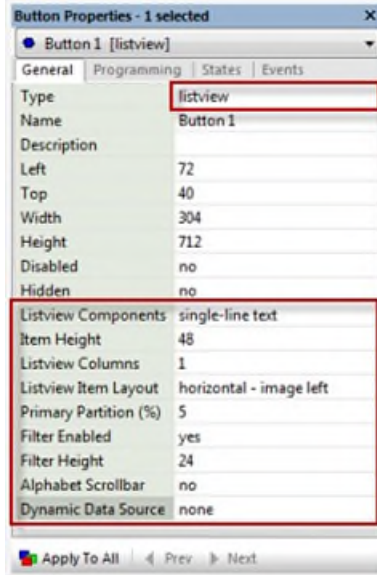 Button Properties - 1 selected x
Button 1 [listview]
General Programming States Events
Type listview
Name Button 1
Description
Left 72
Top 40
Width 304
Height 712
Disabled no
Hidden no
Listview Components single-line text
Item Height 48
Listview Columns 1
Listview Item Layout horizontal - image left
Primary Partition (%) 5
Filter Enabled yes
Filter Height 24
Alphabet Scrollbar no
Dynamic Data Source none
Apply To All Prev Next